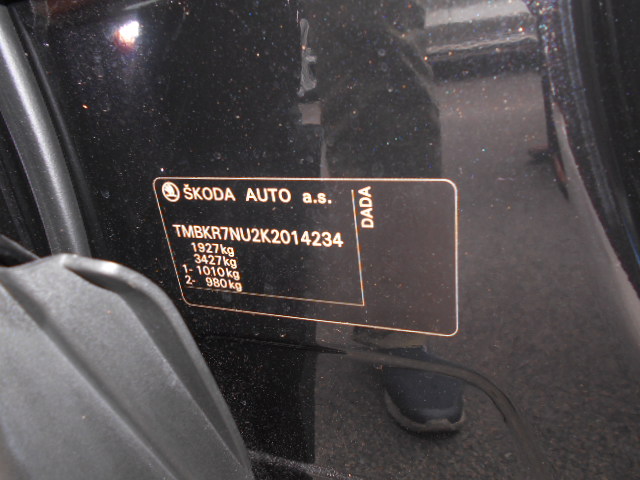 ŠKODA AUTO a.s.
DADA
TMBKR7NU2K2014234
1927kg
3427kg
1- 1010kg
2- 980kg